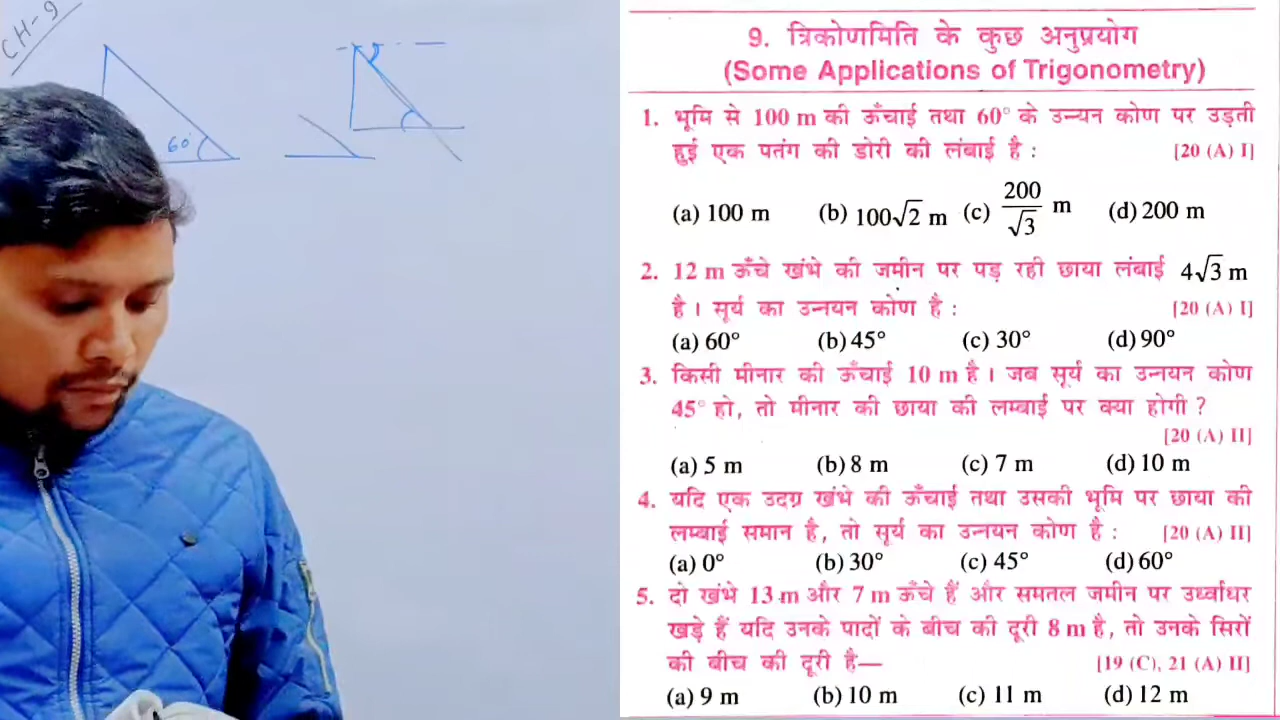 CH-9
60°
9. त्रिकोणमिति के कुछ अनुप्रयोग
(Some Applications of Trigonometry)
1. भूमि से 100 m की ऊँचाई तथा 60° के उन्नयन कोण पर उड़ती
हुई एक पतंग की डोरी की लंबाई है : [20 (A) I]
(a) 100 m (b) 100√2 m (c) 200/√3 m (d) 200 m
2. 12 m ऊँचे खंभे की जमीन पर पड़ रही छाया लंबाई 4√3 m
है। सूर्य का उन्नयन कोण है : [20 (A) I]
(a) 60° (b) 45° (c) 30° (d) 90°
3. किसी मीनार की ऊँचाई 10 m है। जब सूर्य का उन्नयन कोण
45° हो, तो मीनार की छाया की लम्बाई पर क्या होगी ?
[20 (A) II]
(a) 5 m (b) 8 m (c) 7 m (d) 10 m
4. यदि एक उदग्र खंभे की ऊँचाई तथा उसकी भूमि पर छाया की
लम्बाई समान है, तो सूर्य का उन्नयन कोण है : [20 (A) II]
(a) 0° (b) 30° (c) 45° (d) 60°
5. दो खंभे 13 m और 7 m ऊँचे हैं और समतल जमीन पर उर्ध्वाधर
खड़े हैं यदि उनके पादों के बीच की दूरी 8 m है, तो उनके सिरों
की बीच की दूरी है— [19 (C), 21 (A) II]
(a) 9 m (b) 10 m (c) 11 m (d) 12 m